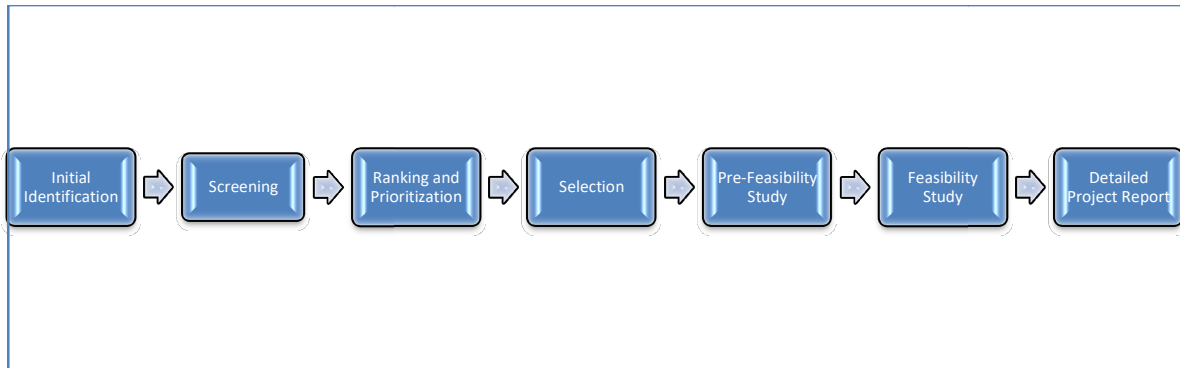 Initial
Identification
Screening
Ranking and
Prioritization
Selection
Pre-Feasibility
Study
Feasibility
Study
Detailed
Project Report